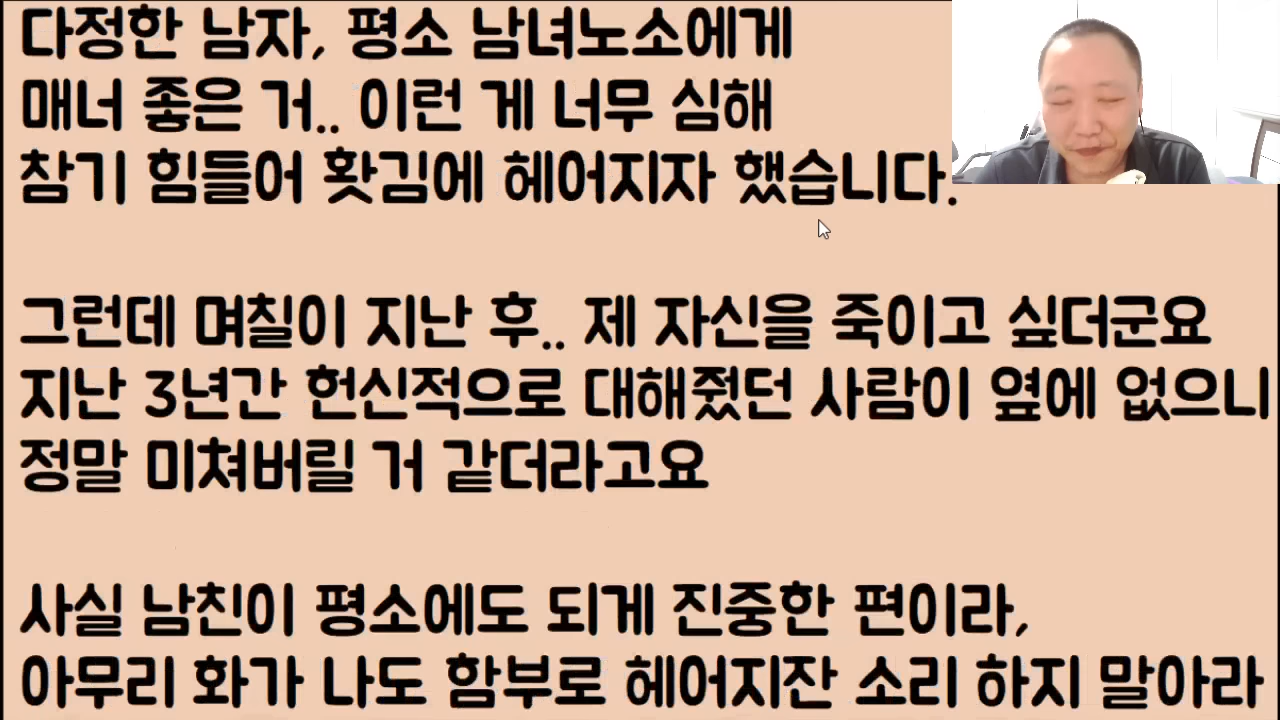 다정한 남자, 평소 남녀노소에게
매너 좋은 거.. 이런 게 너무 심해
참기 힘들어 홧김에 헤어지자 했습니다.
그런데 며칠이 지난 후.. 제 자신을 죽이고 싶더군요
지난 3년간 헌신적으로 대해줬던 사람이 옆에 없으니
정말 미쳐버릴 거 같더라고요
사실 남친이 평소에도 되게 진중한 편이라,
아무리 화가 나도 함부로 헤어지잔 소리 하지 말아라